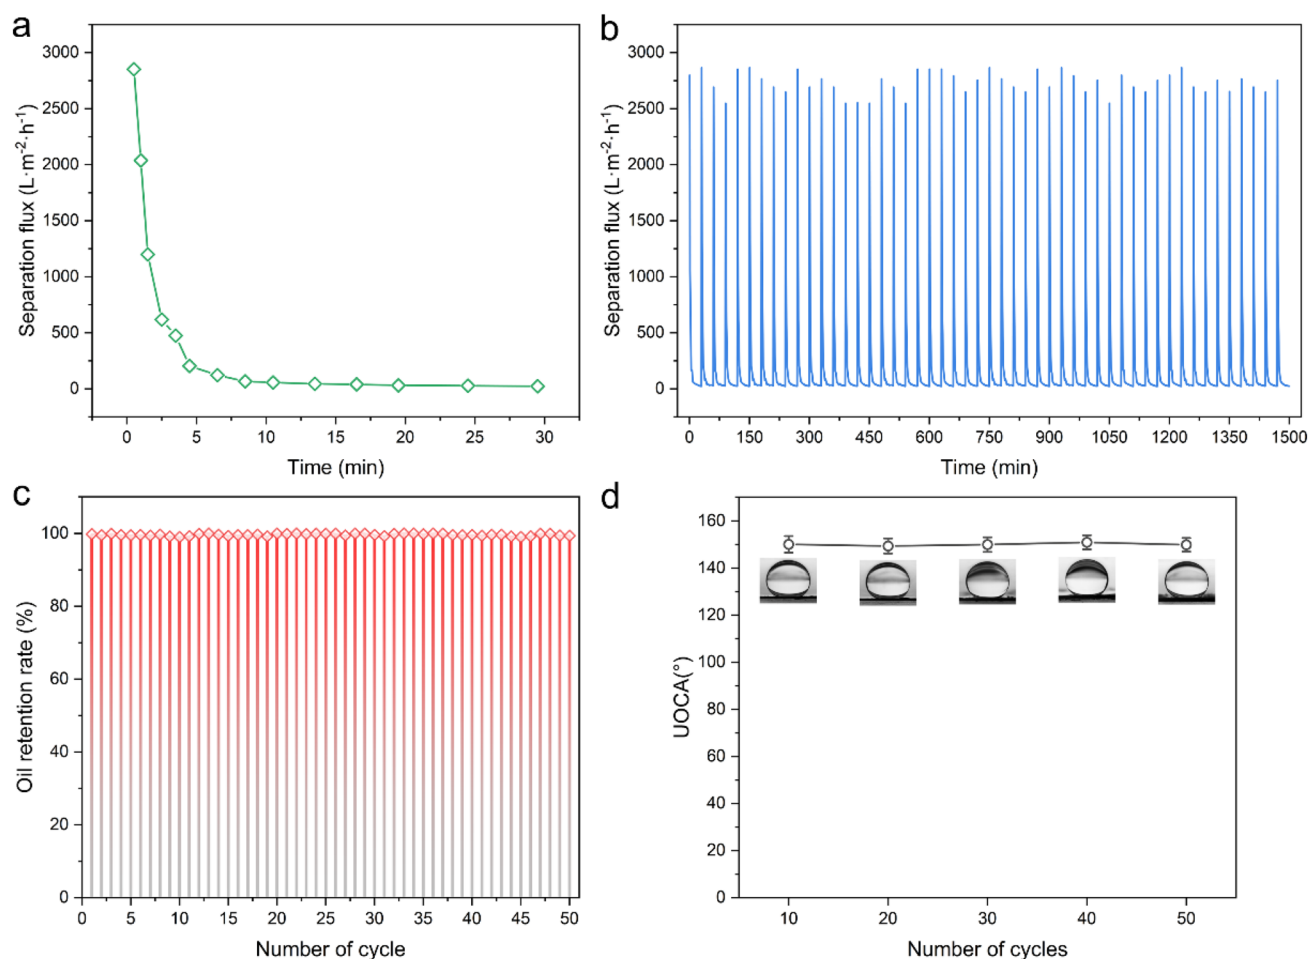 a
3000
2500
2000
1500
1000
500
0
Separation flux (L·m⁻²·h⁻¹)
0 5 10 15 20 25 30
Time (min)
b
3000
2500
2000
1500
1000
500
0
Separation flux (L·m⁻²·h⁻¹)
0 150 300 450 600 750 900 1050 1200 1350 1500
Time (min)
c
100
80
60
40
20
0
Oil retention rate (%)
0 5 10 15 20 25 30 35 40 45 50
Number of cycle
d
160
140
120
100
80
60
40
20
0
UOCA(°)
10 20 30 40 50
Number of cycles